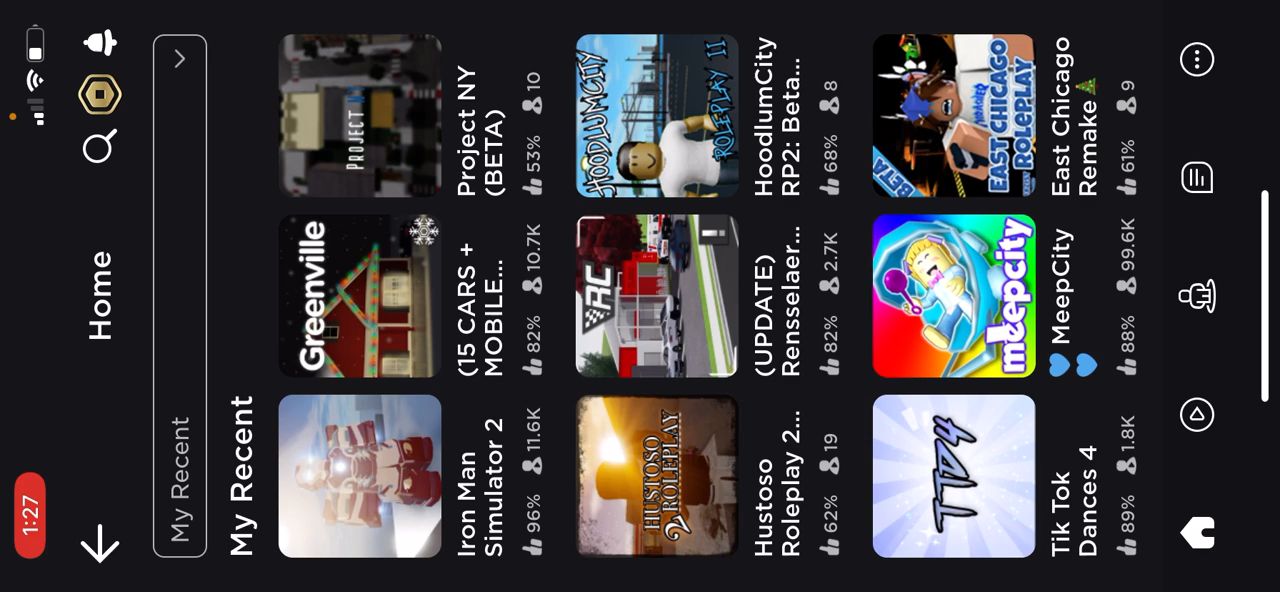 1:27
Home
My Recent
My Recent
Greenville
PROJECT NY
Iron Man
Simulator 2
96% 11.6K
(15 CARS +
MOBILE...
82% 10.7K
Project NY
(BETA)
53% 10
HUSTOSO
2 ROLEPLAY
RC
HOODLUMCITY
ROLEPLAY II
Hustoso
Roleplay 2...
62% 19
(UPDATE)
Rensselaer...
82% 2.7K
HoodlumCity
RP2: Beta...
68% 8
TTD4
meepcity
BETA
EAST CHICAGO
REMAKE
ROLEPLAY
Tik Tok
Dances 4
89% 1.8K
💙 MeepCity
💙
88% 99.6K
East Chicago
Remake🎄
61% 9